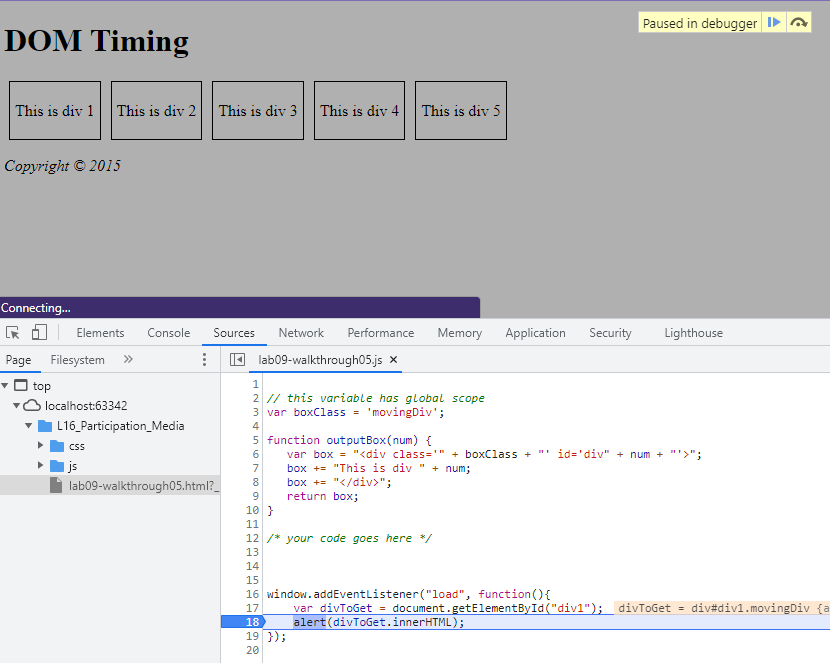 Paused in debugger
DOM Timing
This is div 1 This is div 2 This is div 3 This is div 4 This is div 5
Copyright © 2015
Connecting...
Elements Console Sources Network Performance Memory Application Security Lighthouse
Page Filesystem »
lab09-walkthrough05.js ×
top
localhost:63342
L16_Participation_Media
css
js
lab09-walkthrough05.html?_
1
2 // this variable has global scope
3 var boxClass = 'movingDiv';
4
5 function outputBox(num) {
6 var box = "<div class='" + boxClass + "' id='div" + num + "'>";
7 box += "This is div " + num;
8 box += "</div>";
9 return box;
10 }
11
12 /* your code goes here */
13
14
15
16 window.addEventListener("load", function(){
17 var divToGet = document.getElementById("div1"); divToGet = div#div1.movingDiv {a
18 alert(divToGet.innerHTML);
19 });
20